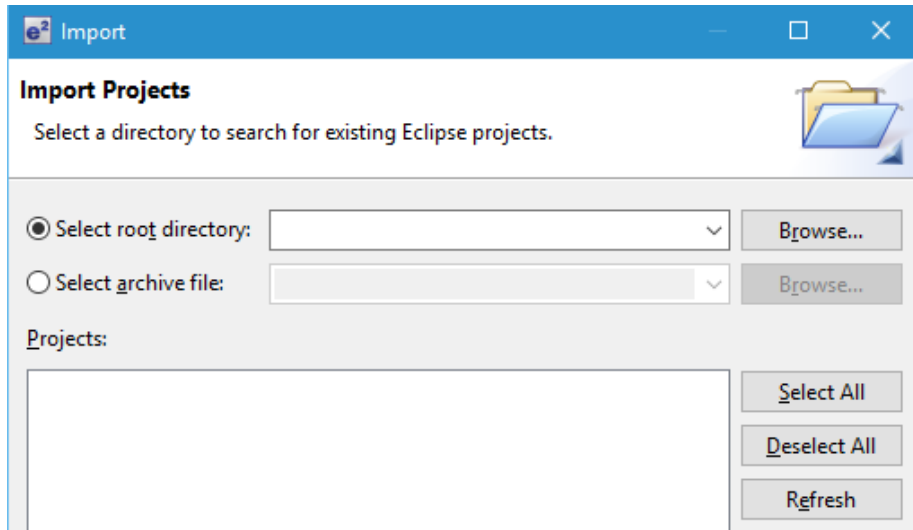 e² Import
Import Projects
Select a directory to search for existing Eclipse projects.
Select root directory: Browse...
Select archive file: Browse...
Projects:
Select All
Deselect All
Refresh